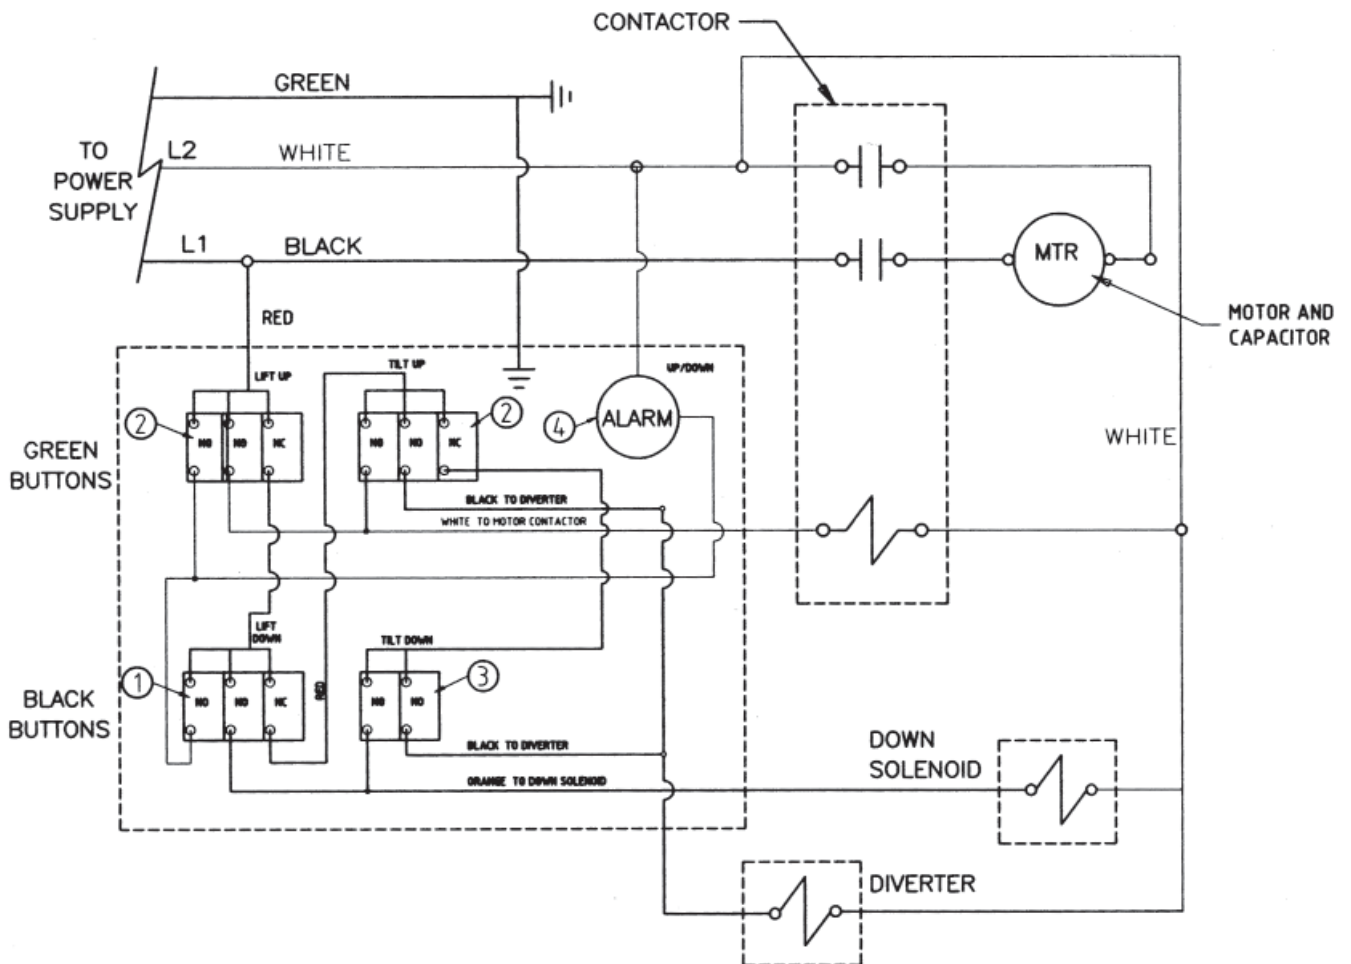 CONTACTOR
GREEN
TO
POWER
SUPPLY
L2
WHITE
L1
BLACK
MTR
MOTOR AND
CAPACITOR
RED
LIFT UP
TILT UP
UP/DOWN
2
NO
NO
NC
2
NO
NO
NC
4
ALARM
GREEN
BUTTONS
WHITE
BLACK TO DIVERTER
WHITE TO MOTOR CONTACTOR
LIFT
DOWN
TILT DOWN
1
NO
NO
NC
RED
3
NO
NO
BLACK
BUTTONS
BLACK TO DIVERTER
ORANGE TO DOWN SOLENOID
DOWN
SOLENOID
DIVERTER